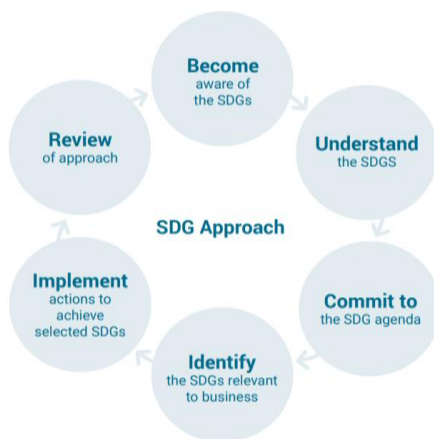 Become
aware of
the SDGs
Understand
the SDGS
Commit to
the SDG agenda
Identify
the SDGs relevant
to business
Implement
actions to
achieve
selected SDGs
Review
of approach
SDG Approach